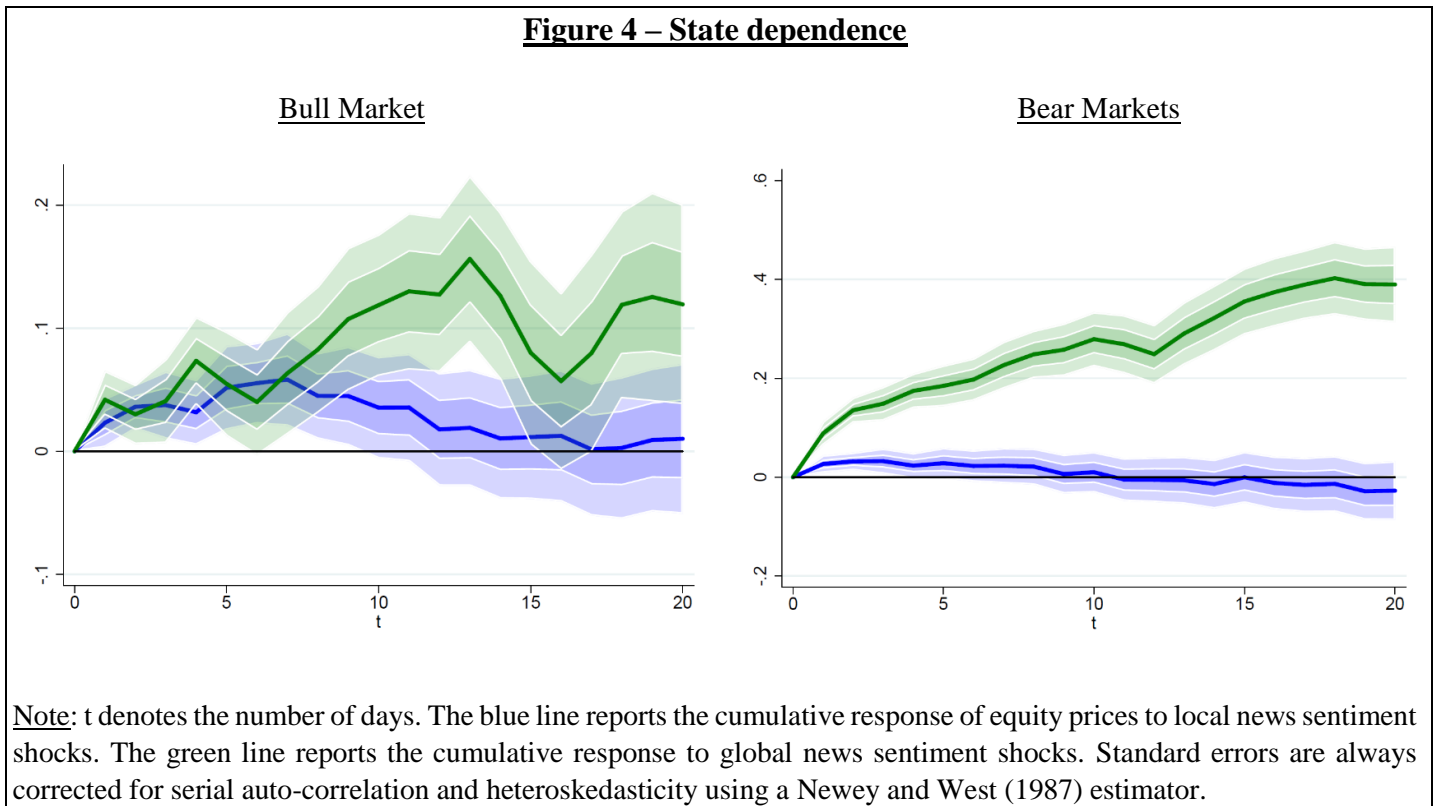 Figure 4 – State dependence
Bull Market
Bear Markets
.2
.1
0
-.1
0 5 10 15 20
t
.6
.4
.2
0
-.2
0 5 10 15 20
t
Note: t denotes the number of days. The blue line reports the cumulative response of equity prices to local news sentiment
shocks. The green line reports the cumulative response to global news sentiment shocks. Standard errors are always
corrected for serial auto-correlation and heteroskedasticity using a Newey and West (1987) estimator.